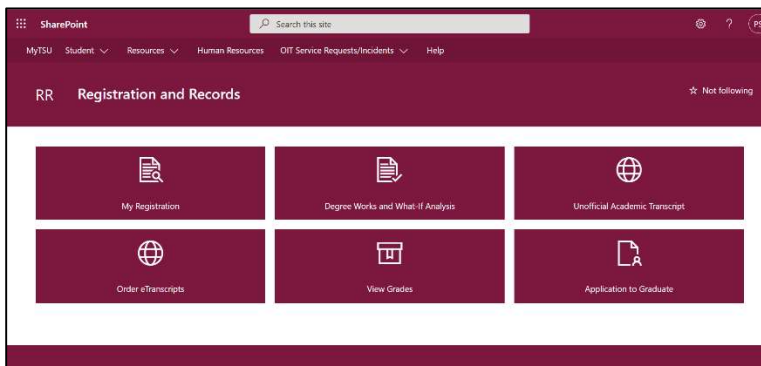 SharePoint
Search this site
? PS
MyTSU Student Resources Human Resources OIT Service Requests/Incidents Help
RR Registration and Records
Not following
My Registration
Degree Works and What-If Analysis
Unofficial Academic Transcript
Order eTranscripts
View Grades
Application to Graduate